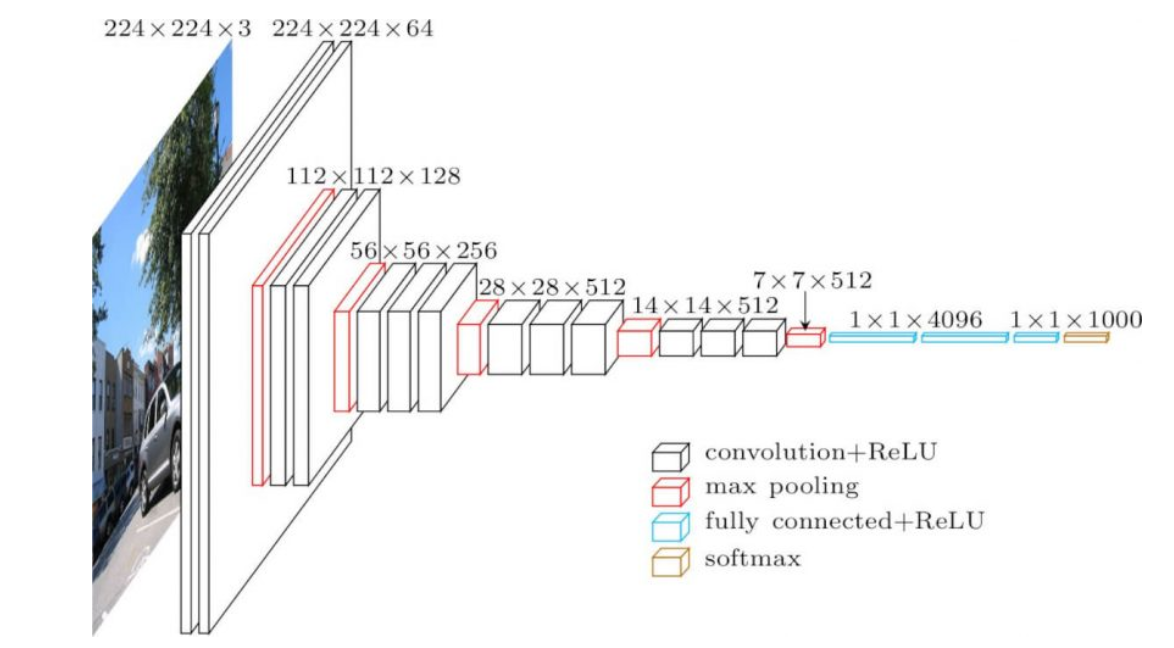 224×224×3
224×224×64
112×112×128
56×56×256
28×28×512
14×14×512
7×7×512
1×1×4096
1×1×1000
convolution+ReLU
max pooling
fully connected+ReLU
softmax